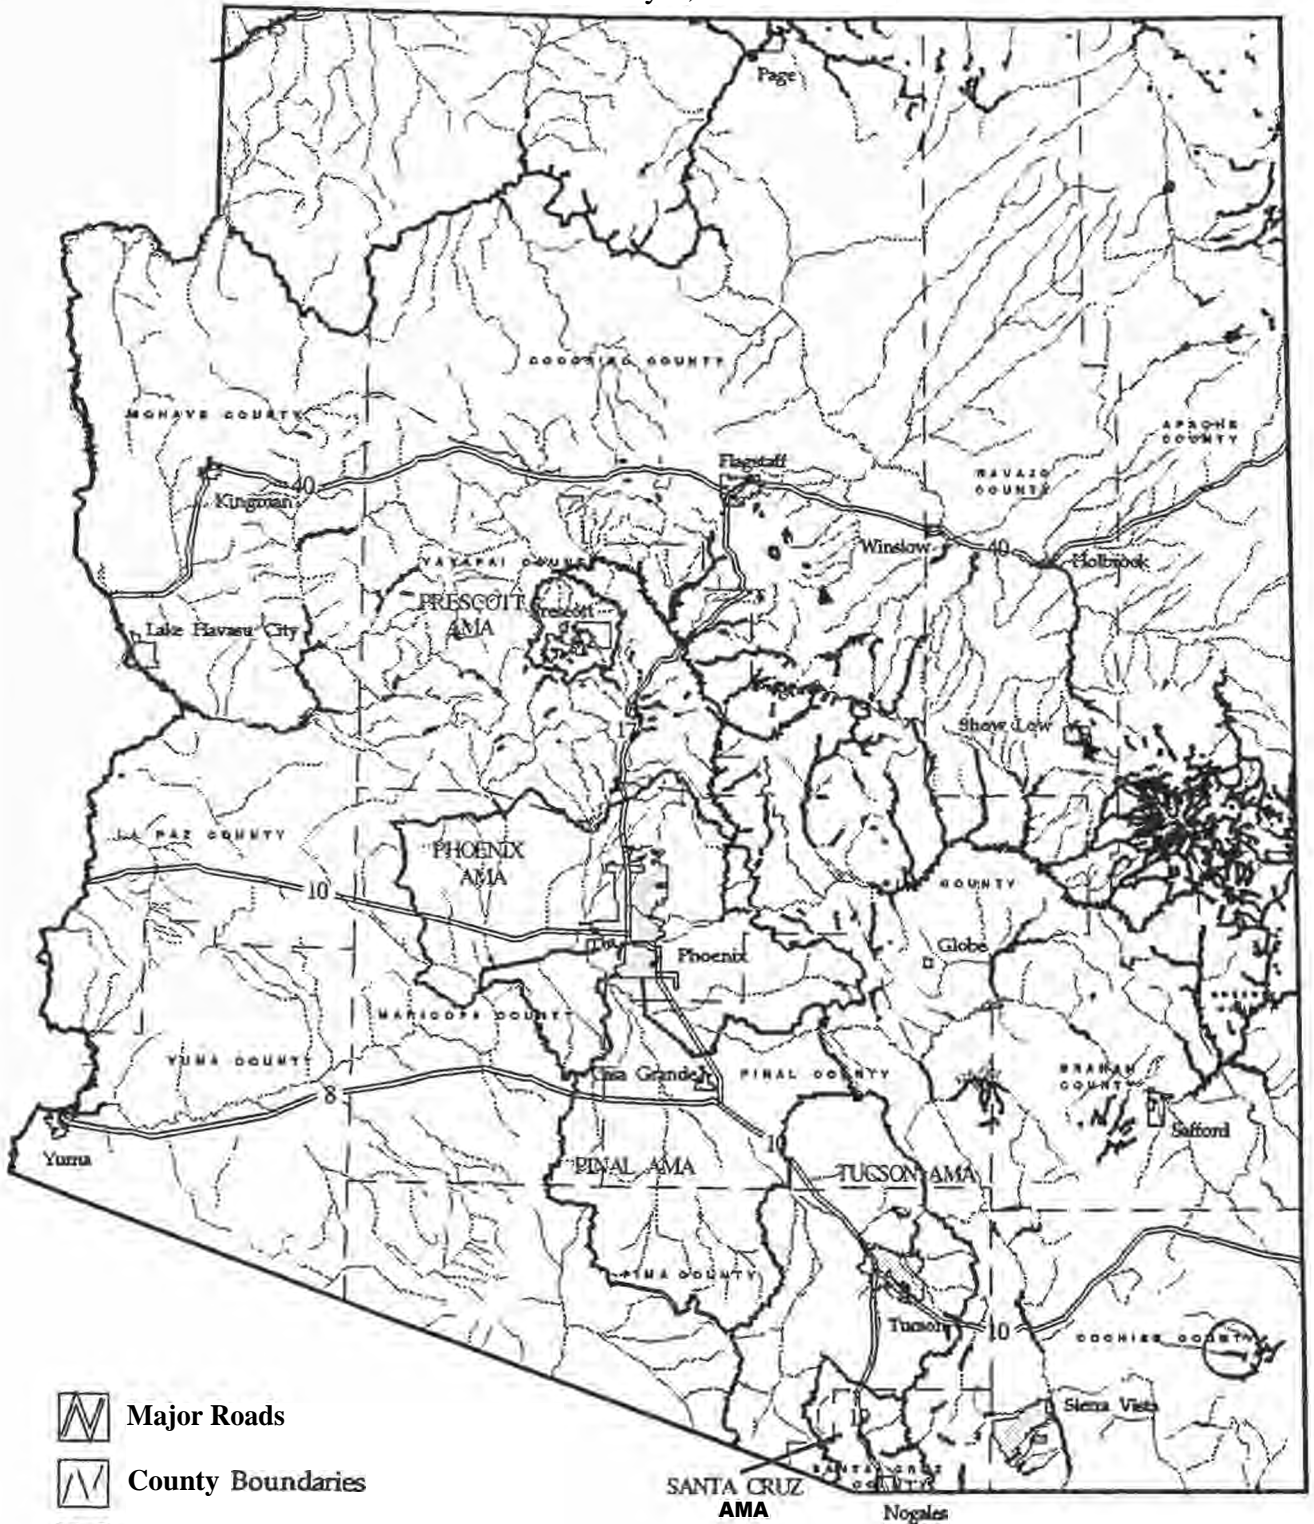 Page
COCONINO COUNTY
MOHAVE COUNTY
APACHE
COUNTY
Flagstaff
NAVAJO
COUNTY
40
Kingman
Winslow
40
Holbrook
YAVAPAI COUNTY
PRESCOTT
AMA
Prescott
Lake Havasu City
Show Low
LA PAZ COUNTY
PHOENIX
AMA
10
COUNTY
Globe
Phoenix
MARICOPA COUNTY
YUMA COUNTY
Casa Grande
PINAL COUNTY
GRAHAM
COUNTY
8
Safford
Yuma
10
PINAL AMA
TUCSON AMA
PIMA COUNTY
Tucson
10
COCHISE COUNTY
Major Roads
Sierra Vista
19
County Boundaries
SANTA CRUZ
COUNTY
SANTA CRUZ
AMA
Nogales